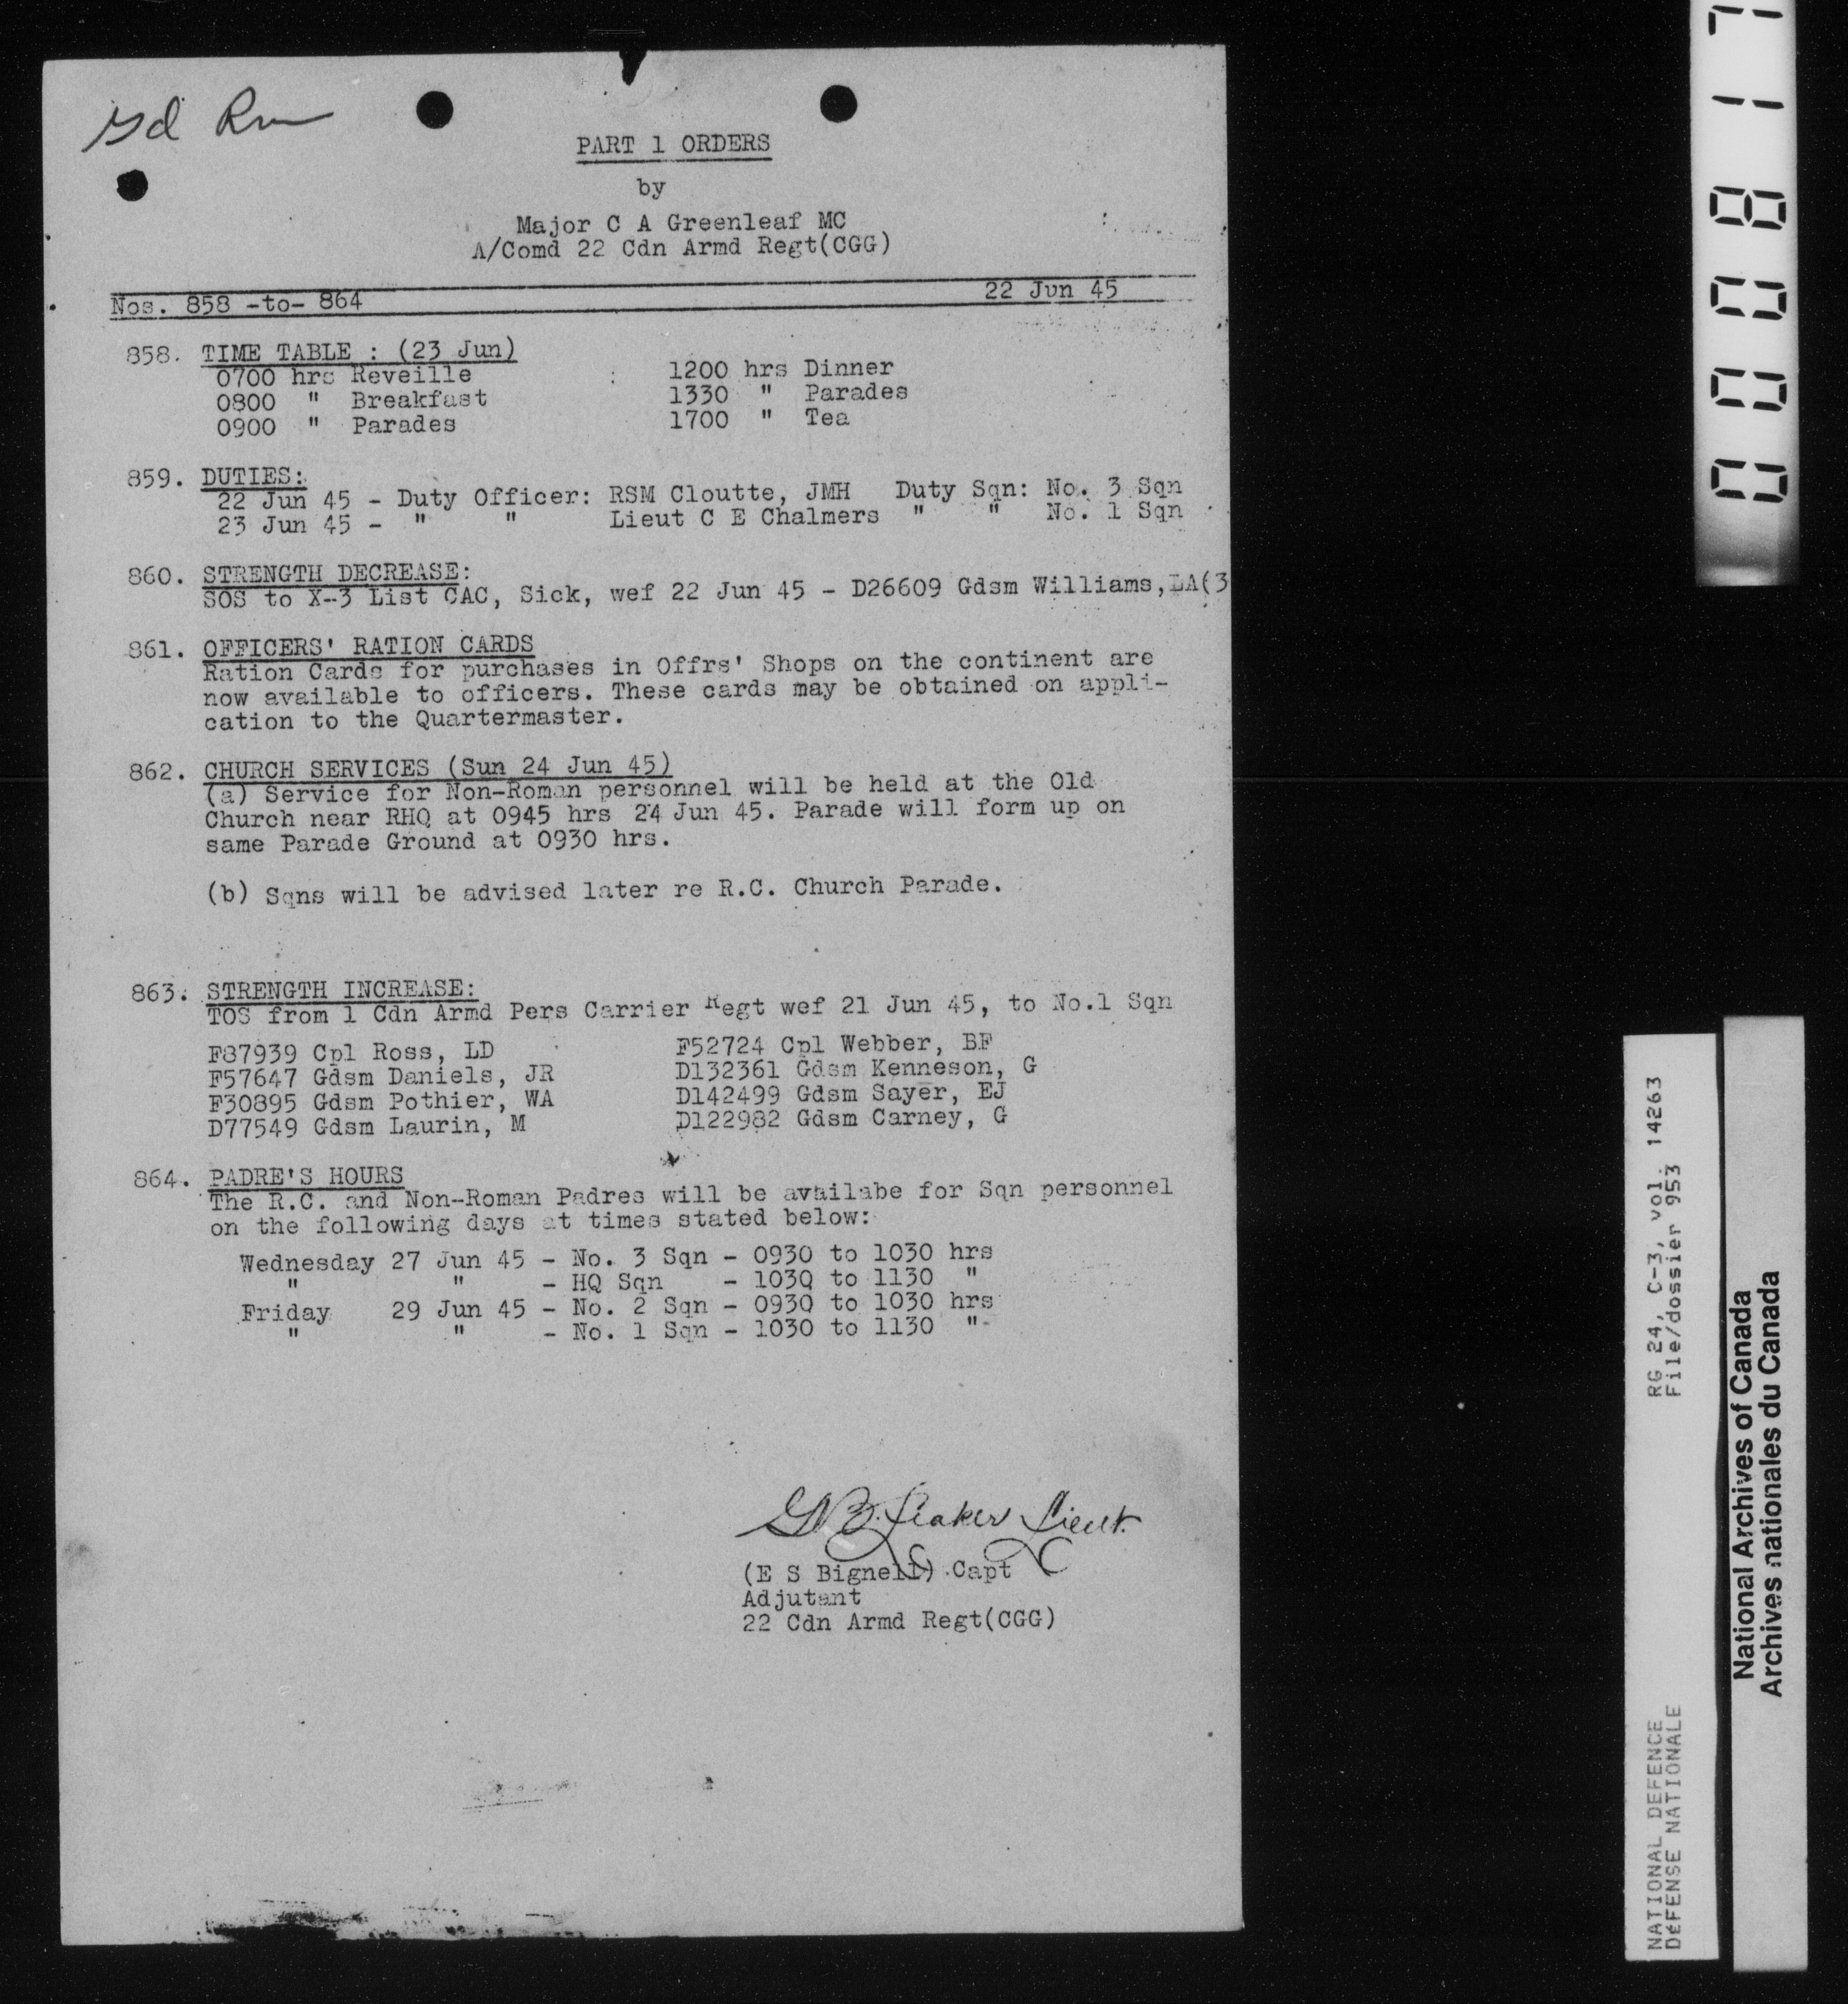 Gd Rm
PART 1 ORDERS
by
Major C A Greenleaf MC
A/Comd 22 Cdn Armd Regt(CGG)
Nos. 858 -to- 864 22 Jun 45
858. TIME TABLE : (23 Jun)
0700 hrs Reveille : 1200 hrs Dinner
0800 " Breakfast 1330 " Parades
0900 " Parades 1700 " Tea
859. DUTIES:
22 Jun 45 - Duty Officer: RSM Cloutte, JMH Duty Sqn: No. 3 Sqn
23 Jun 45 - " " Lieut C E Chalmers " " No. 1 Sqn
860. STRENGTH DECREASE:
SOS to X-3 List CAC, Sick, wef 22 Jun 45 - D26609 Gdsm Williams,LA(3
861. OFFICERS' RATION CARDS
Ration Cards for purchases in Offrs' Shops on the continent are
now available to officers. These cards may be obtained on appli-
cation to the Quartermaster.
862. CHURCH SERVICES (Sun 24 Jun 45)
(a) Service for Non-Roman personnel will be held at the Old
Church near RHQ at 0945 hrs 24 Jun 45. Parade will form up on
same Parade Ground at 0930 hrs.
(b) Sqns will be advised later re R.C. Church Parade.
863. STRENGTH INCREASE:
TOS from 1 Cdn Armd Pers Carrier Regt wef 21 Jun 45, to No.1 Sqn
F87939 Cpl Ross, LD F52724 Cpl Webber, BF
F57647 Gdsm Daniels, JR D132361 Gdsm Kenneson, G
F30895 Gdsm Pothier, WA D142499 Gdsm Sayer, EJ
D77549 Gdsm Laurin, M D122982 Gdsm Carney, G
864. PADRE'S HOURS
The R.C. and Non-Roman Padres will be availabe for Sqn personnel
on the following days at times stated below:
Wednesday 27 Jun 45 - No. 3 Sqn - 0930 to 1030 hrs
" " - HQ Sqn - 1030 to 1130 "
Friday 29 Jun 45 - No. 2 Sqn - 0930 to 1030 hrs
" " - No. 1 Sqn - 1030 to 1130 "
Lieut.
(E S Bignell) Capt
Adjutant
22 Cdn Armd Regt(CGG)
000817
RG 24, C-3, vol. 14263
File/dossier 953
NATIONAL DEFENCE
DÉFENSE NATIONALE
National Archives of Canada
Archives nationales du Canada